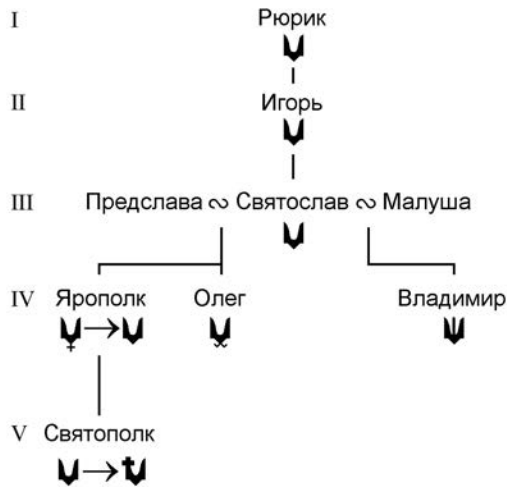 I Рюрик
II Игорь
III Предслава ∾ Святослав ∾ Малуша
IV Ярополк Олег Владимир
V Святополк